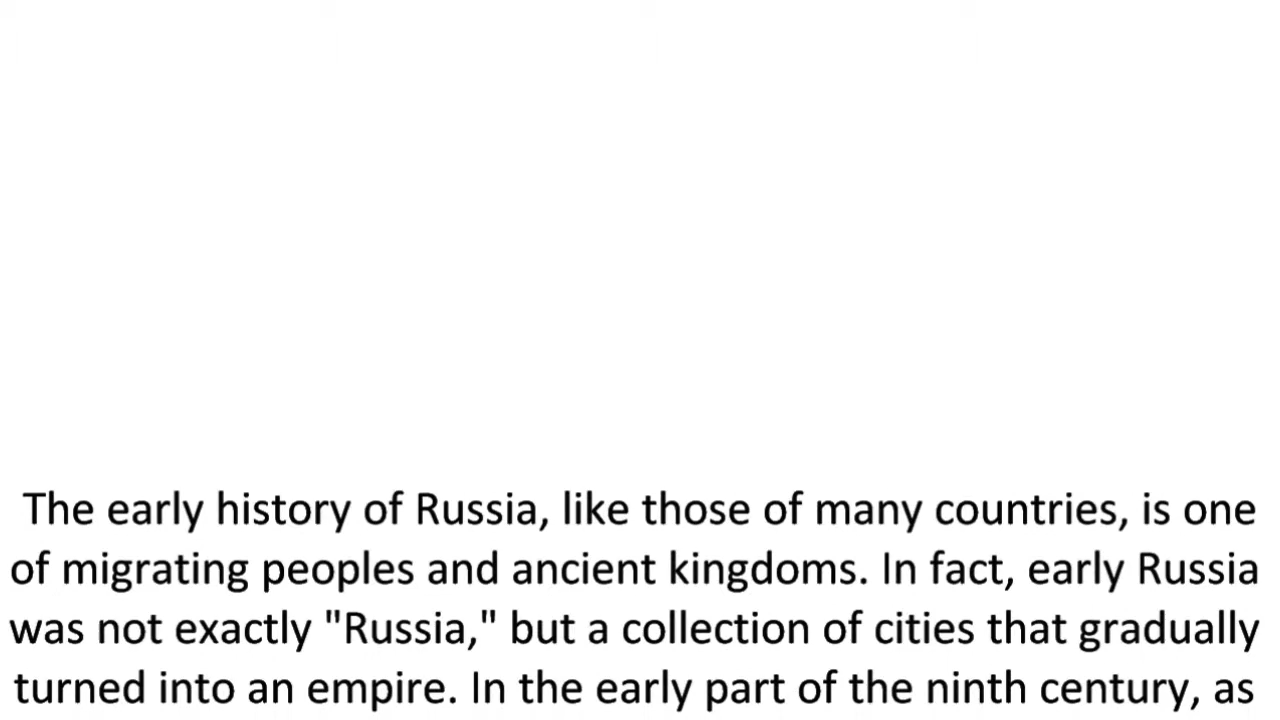 The early history of Russia, like those of many countries, is one
of migrating peoples and ancient kingdoms. In fact, early Russia
was not exactly "Russia," but a collection of cities that gradually
turned into an empire. In the early part of the ninth century, as